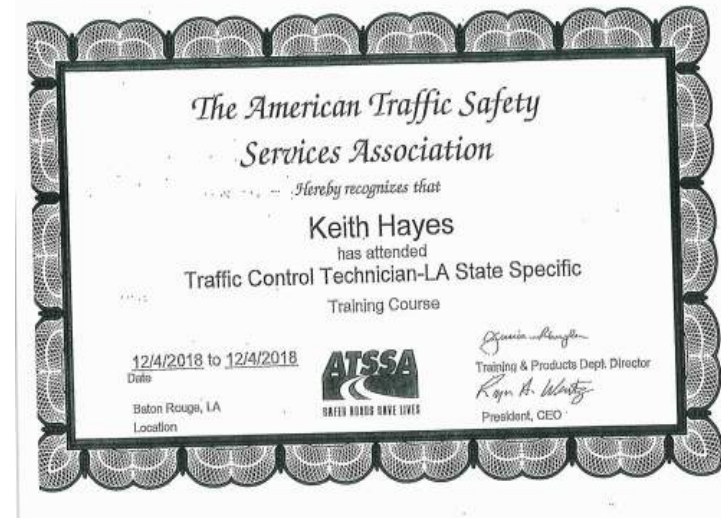 The American Traffic Safety
Services Association
Hereby recognizes that
Keith Hayes
has attended
Traffic Control Technician-LA State Specific
Training Course
12/4/2018 to 12/4/2018
Date
Baton Rouge, LA
Location
ATSSA
SAFER ROADS SAVE LIVES
Training & Products Dept. Director
President, CEO